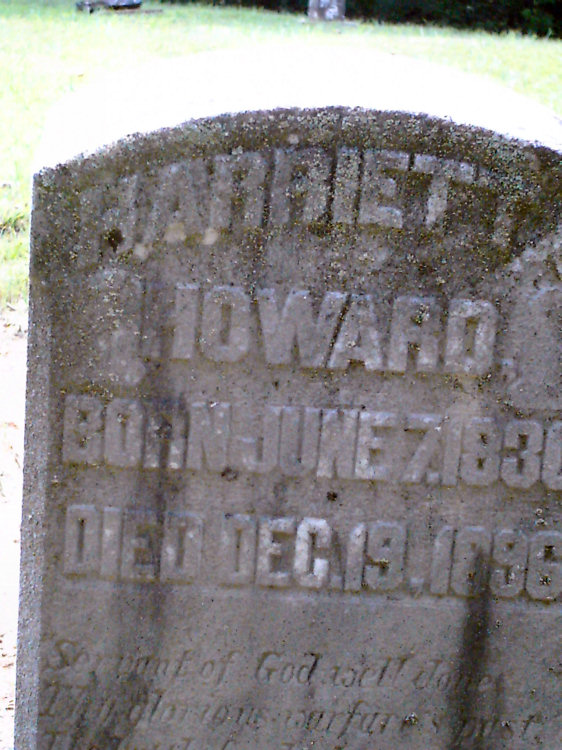 HARRIET
HOWARD,
BORN JUNE 7, 1830
DIED DEC. 19, 1896
Servant of God well done
Thy glorious warfare's past,